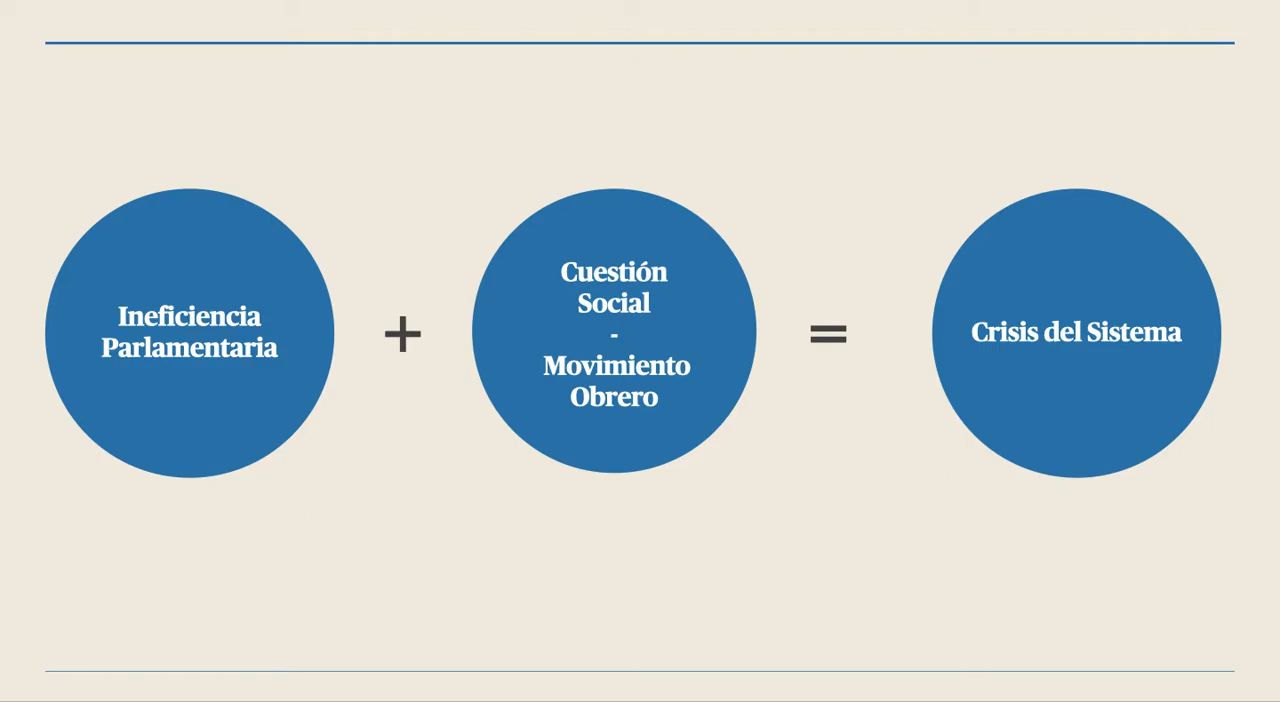 Ineficiencia
Parlamentaria
+
Cuestión
Social
-
Movimiento
Obrero
=
Crisis del Sistema